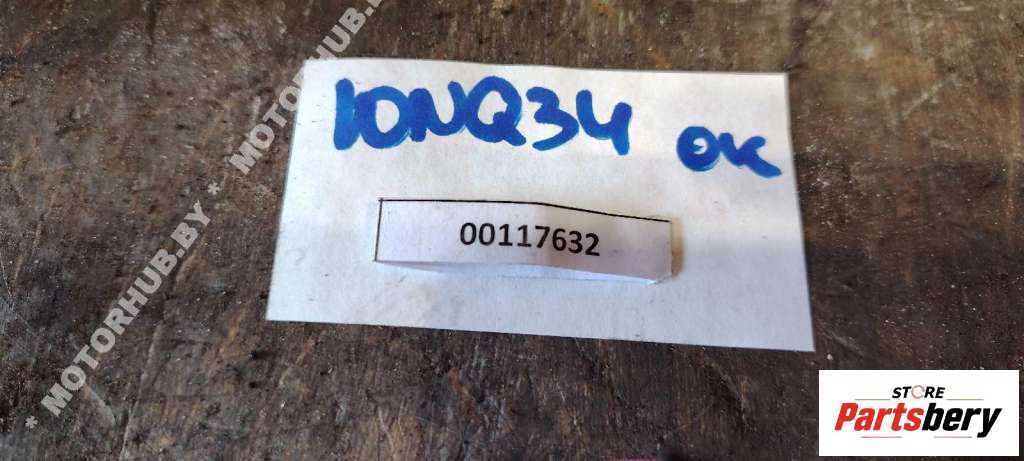 * MOTORHUB.BY * MOTORHUB.BY
10NQ34 OK
00117632
STORE
Partsbery